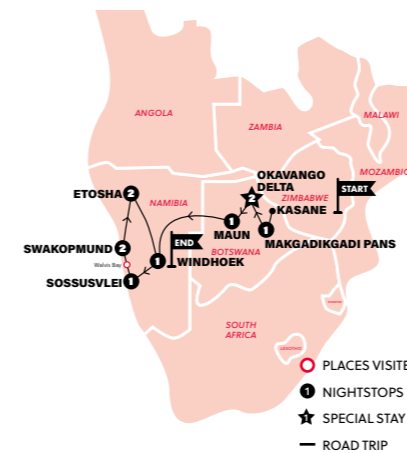 ANGOLA
ZAMBIA
MALAWI
MOZAMBIC
OKAVANGO
DELTA
START
ETOSHA
2
NAMIBIA
2
ZIMBABWE
KASANE
1
1
MAUN
MAKGADIKGADI PANS
END
SWAKOPMUND
2
BOTSWANA
Walvis Bay
1
WINDHOEK
SOSSUSVLEI
1
SOUTH
AFRICA
LESOTHO
PLACES VISITE
1 NIGHTSTOPS
1 SPECIAL STAY
ROAD TRIP